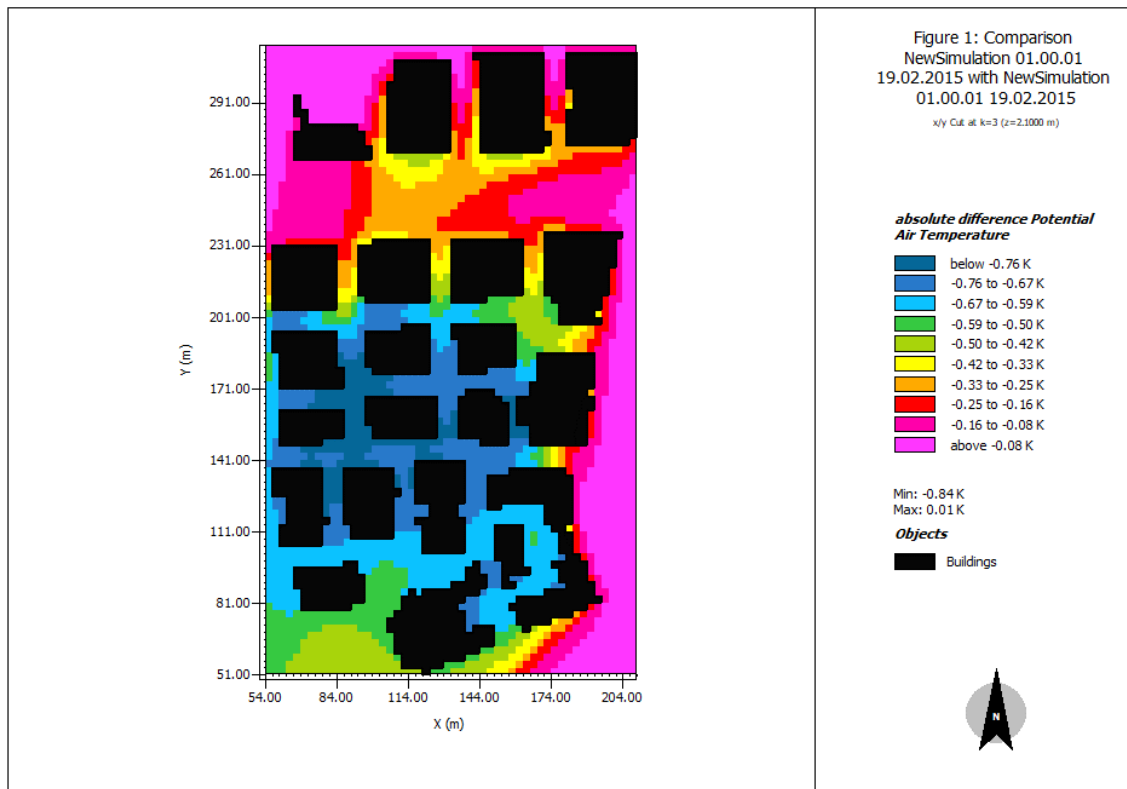 Figure 1: Comparison
NewSimulation 01.00.01
19.02.2015 with NewSimulation
01.00.01 19.02.2015
x/y Cut at k=3 (z=2.1000 m)
absolute difference Potential
Air Temperature
below -0.76 K
-0.76 to -0.67 K
-0.67 to -0.59 K
-0.59 to -0.50 K
-0.50 to -0.42 K
-0.42 to -0.33 K
-0.33 to -0.25 K
-0.25 to -0.16 K
-0.16 to -0.08 K
above -0.08 K
Min: -0.84 K
Max: 0.01 K
Objects
Buildings
N
Y (m)
291.00
261.00
231.00
201.00
171.00
141.00
111.00
81.00
51.00
54.00 84.00 114.00 144.00 174.00 204.00
X (m)